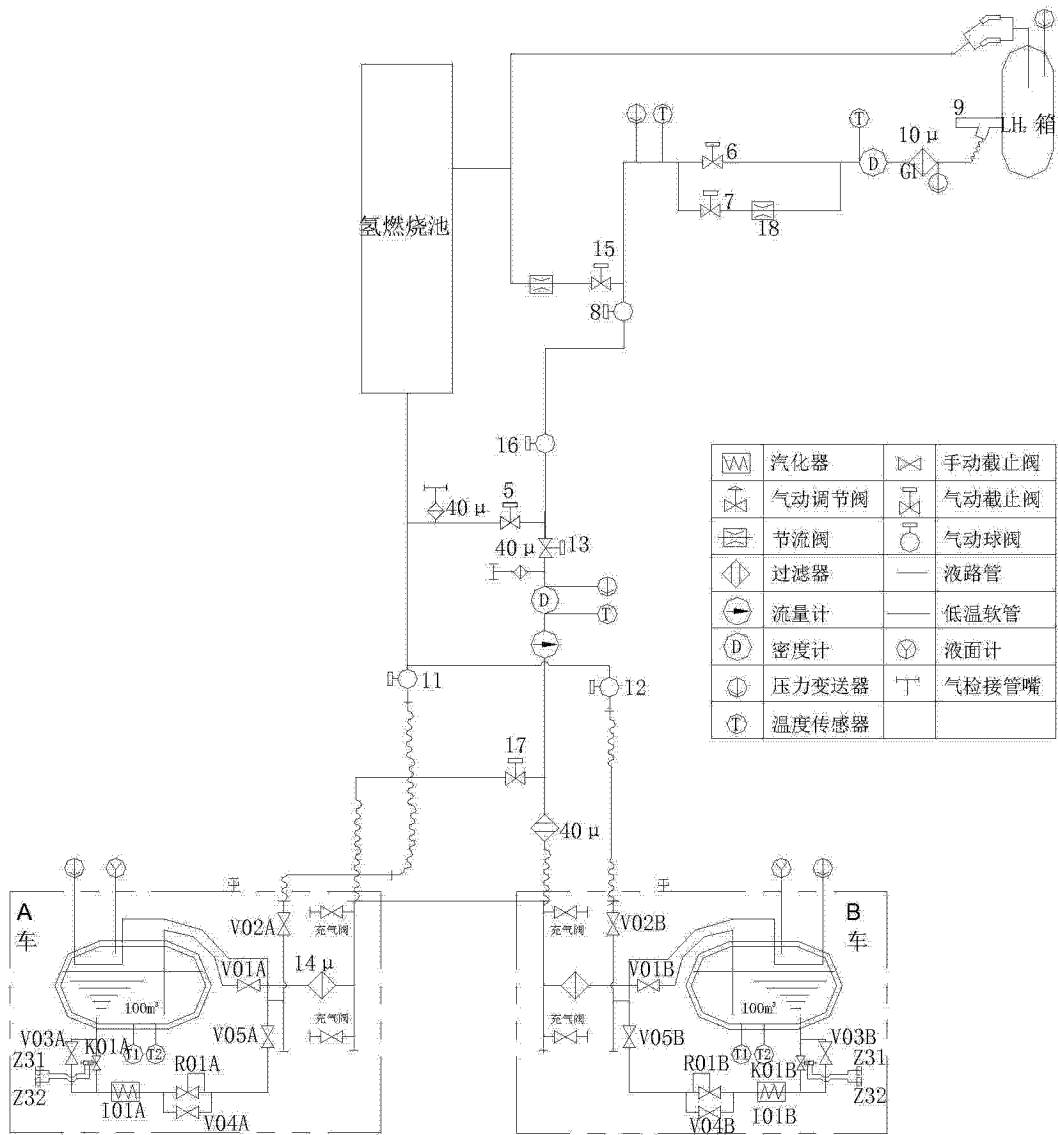 9
LH₂ 箱
10 μ
T
6
D
G1
7
18
氢燃烧池
15
8
16
5
40 μ
13
40 μ
D
T
11
12
17
40 μ
汽化器
手动截止阀
气动调节阀
气动截止阀
节流阀
气动球阀
过滤器
液路管
流量计
低温软管
D
密度计
液面计
压力变送器
气检接管嘴
T
温度传感器
A
车
V02A
充气阀
V01A
14 μ
100m³
充气阀
V03A
V05A
K01A
T1
T2
Z31
Z32
R01A
I01A
V04A
B
车
充气阀
V02B
V01B
100m³
充气阀
V05B
V03B
T1
T2
K01B
Z31
Z32
R01B
I01B
V04B
T